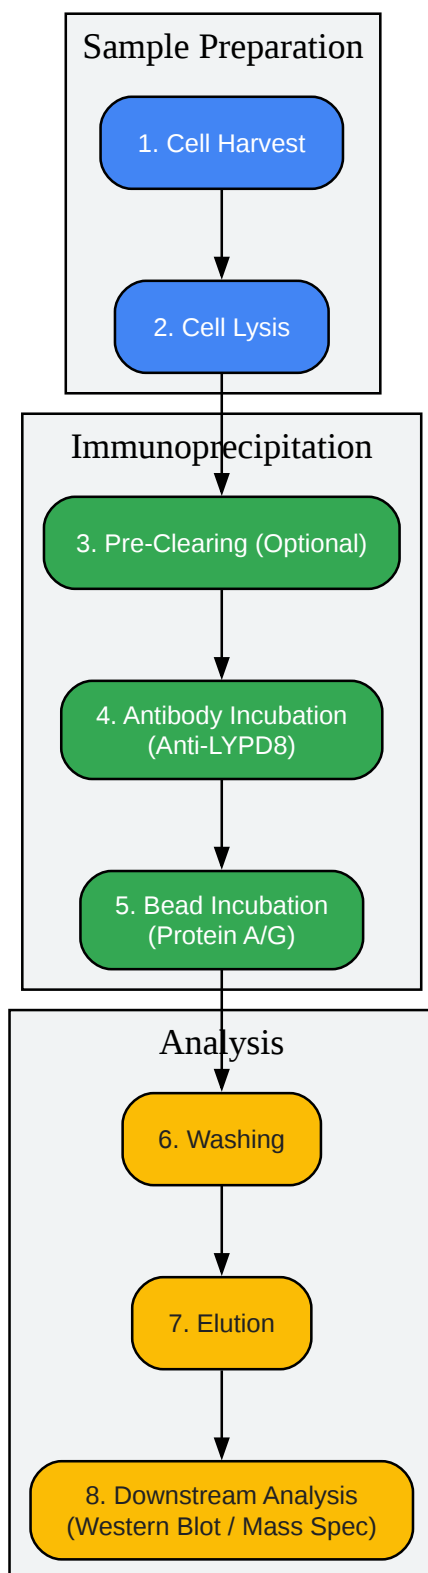 Sample Preparation
1. Cell Harvest
2. Cell Lysis
Immunoprecipitation
3. Pre-Clearing (Optional)
4. Antibody Incubation
(Anti-LYPD8)
5. Bead Incubation
(Protein A/G)
Analysis
6. Washing
7. Elution
8. Downstream Analysis
(Western Blot / Mass Spec)